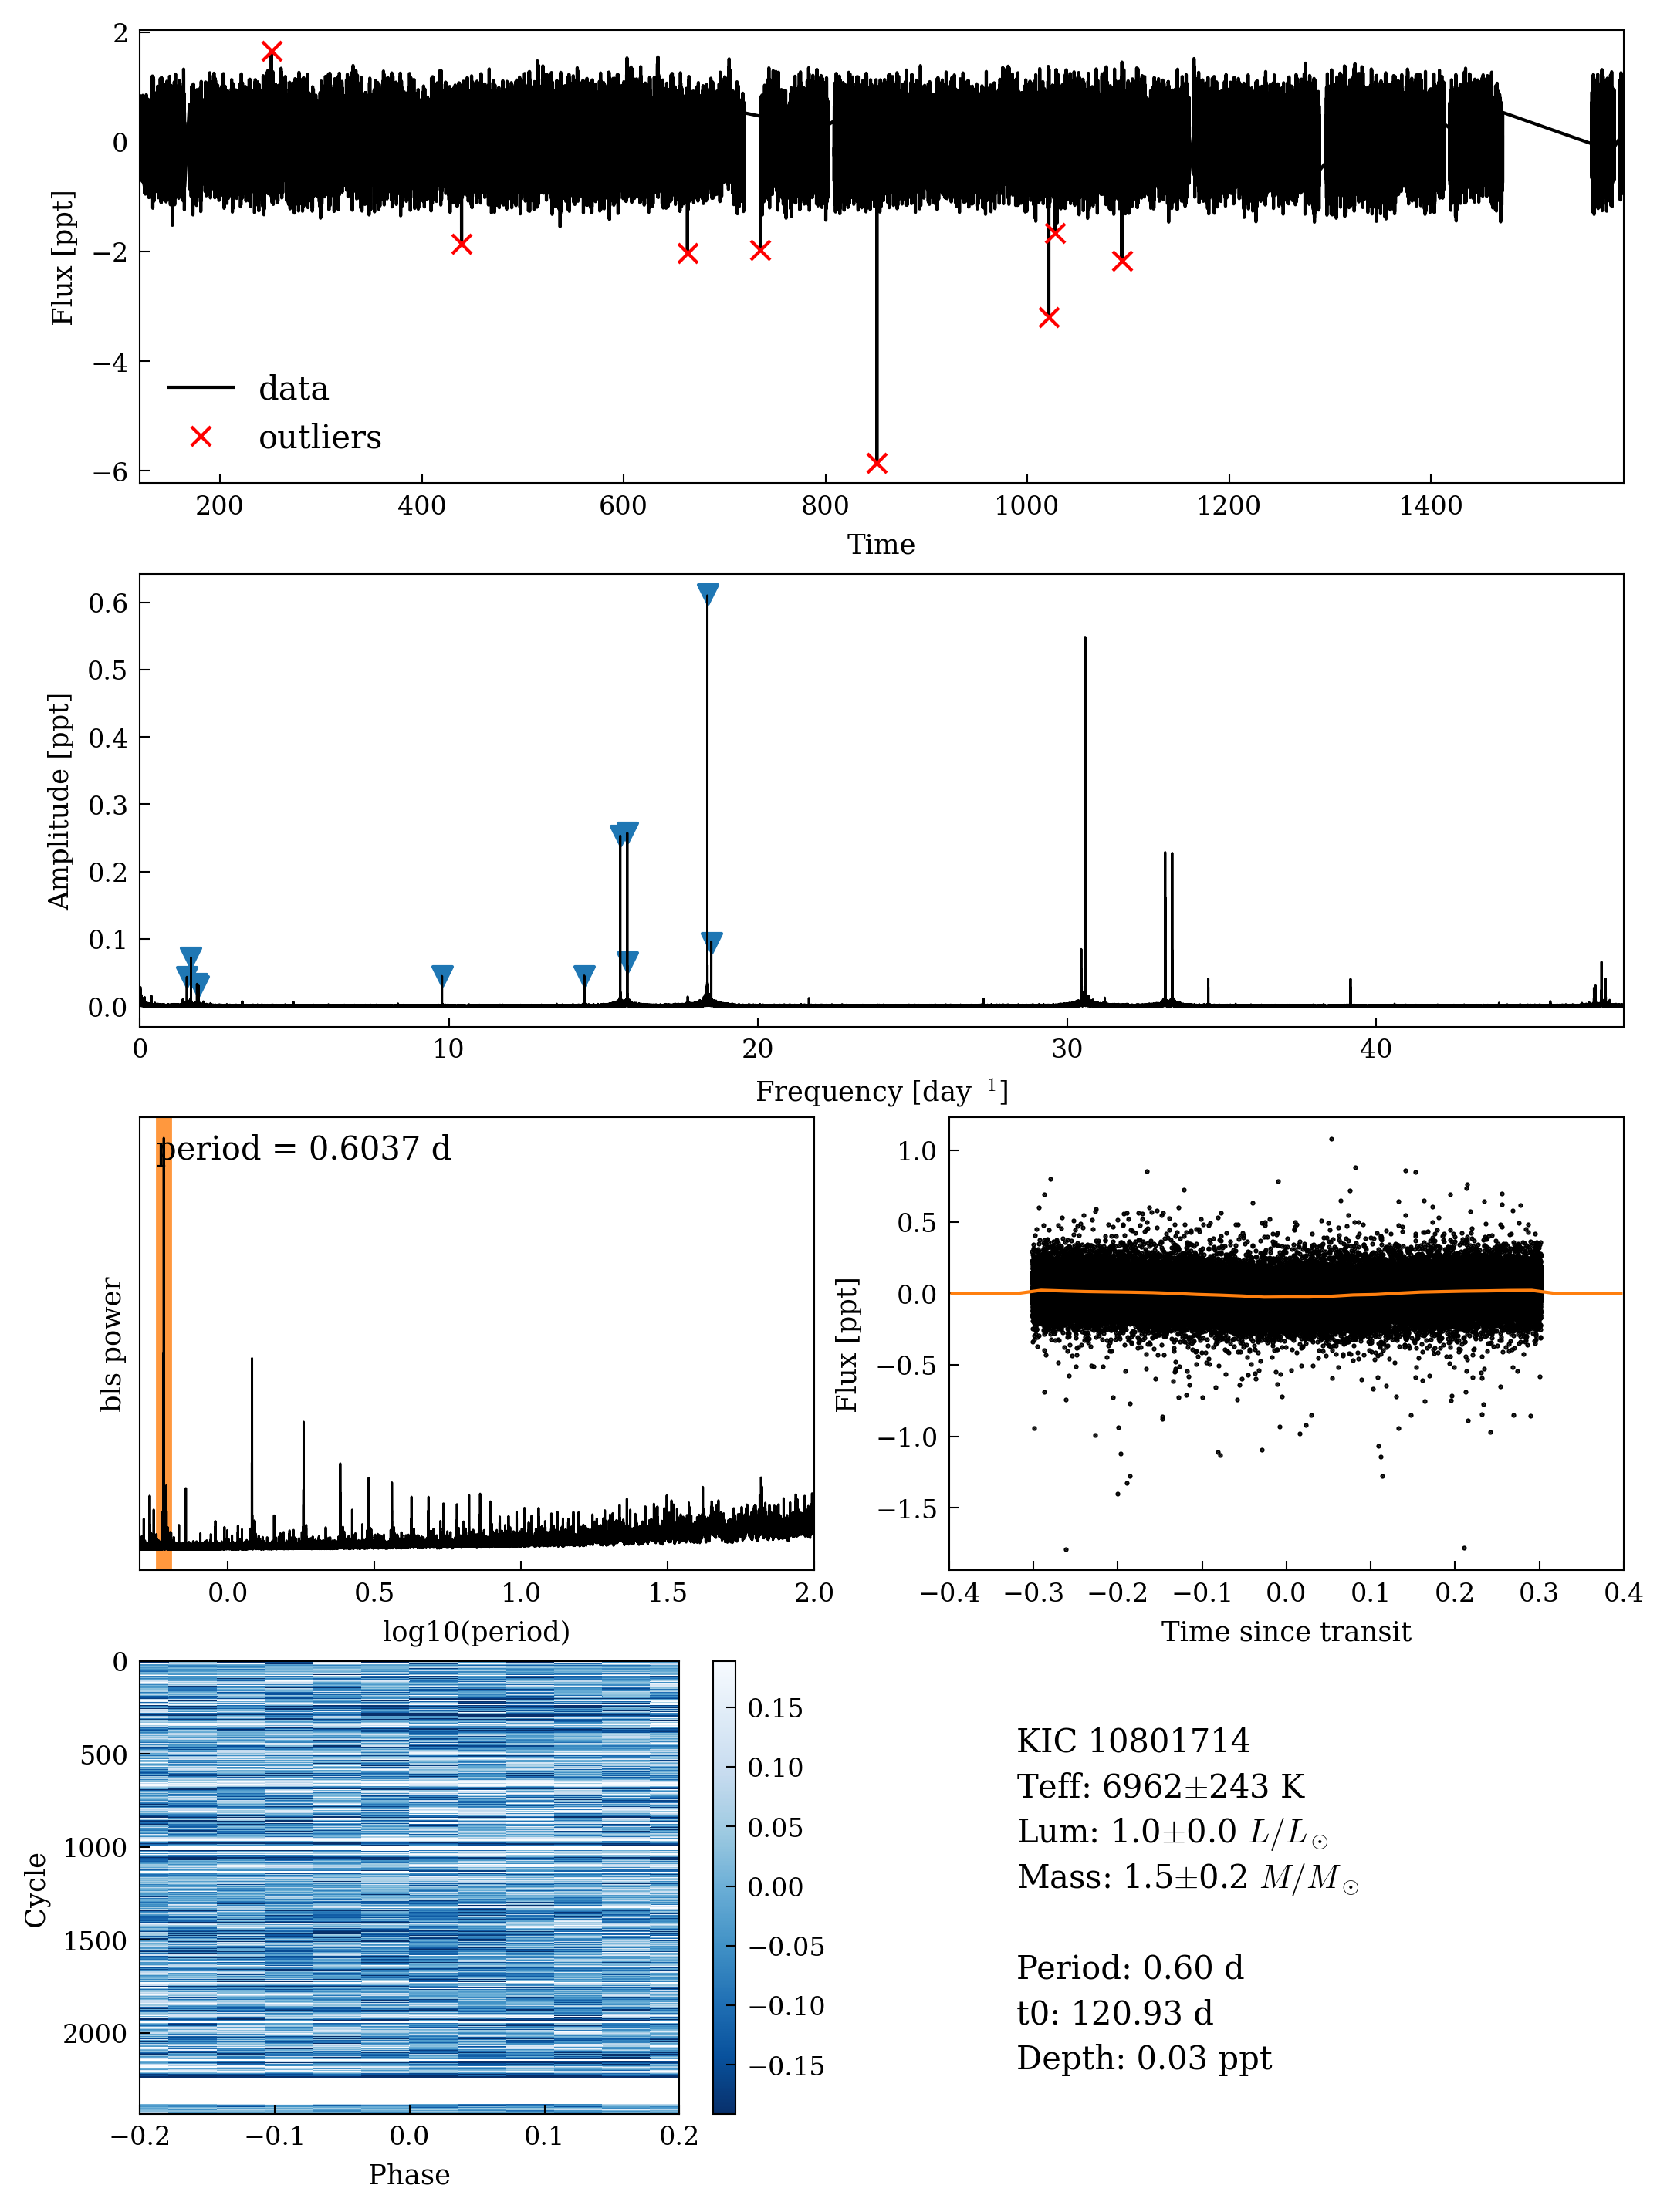 2
0
−2
−4
−6
Flux [ppt]
data
outliers
200 400 600 800 1000 1200 1400
Time
0.6
0.5
0.4
0.3
0.2
0.1
0.0
Amplitude [ppt]
0 10 20 30 40
Frequency [day⁻¹]
period = 0.6037 d
bls power
0.0 0.5 1.0 1.5 2.0
log10(period)
1.0
0.5
0.0
−0.5
−1.0
−1.5
Flux [ppt]
−0.4 −0.3 −0.2 −0.1 0.0 0.1 0.2 0.3 0.4
Time since transit
0
500
1000
1500
2000
Cycle
−0.2 −0.1 0.0 0.1 0.2
Phase
0.15
0.10
0.05
0.00
−0.05
−0.10
−0.15
KIC 10801714
Teff: 6962±243 K
Lum: 1.0±0.0 L/L⊙
Mass: 1.5±0.2 M/M⊙
Period: 0.60 d
t0: 120.93 d
Depth: 0.03 ppt